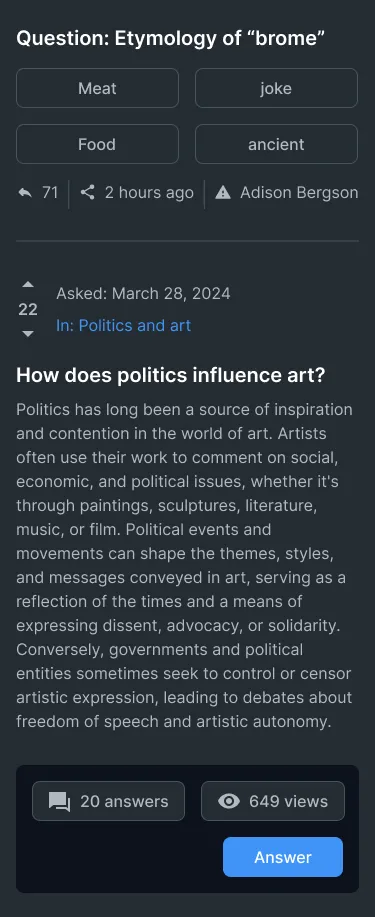 Question: Etymology of “brome”
Meat
joke
Food
ancient
71
2 hours ago
Adison Bergson
22
Asked: March 28, 2024
In: Politics and art
How does politics influence art?
Politics has long been a source of inspiration
and contention in the world of art. Artists
often use their work to comment on social,
economic, and political issues, whether it's
through paintings, sculptures, literature,
music, or film. Political events and
movements can shape the themes, styles,
and messages conveyed in art, serving as a
reflection of the times and a means of
expressing dissent, advocacy, or solidarity.
Conversely, governments and political
entities sometimes seek to control or censor
artistic expression, leading to debates about
freedom of speech and artistic autonomy.
20 answers
649 views
Answer